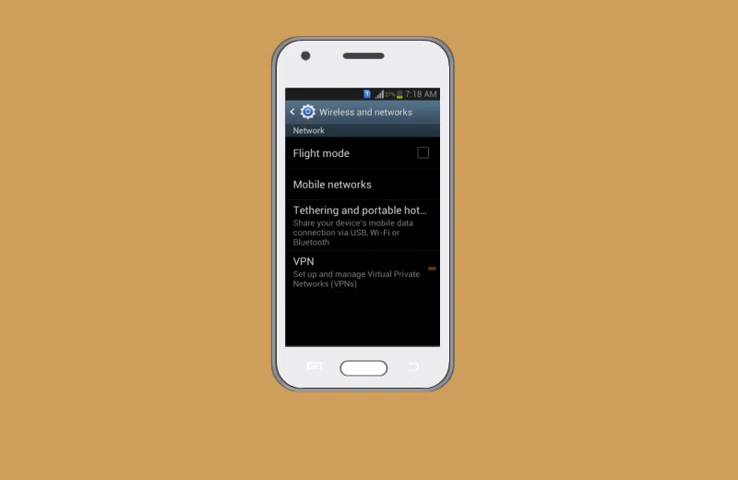 7:18 AM
Wireless and networks
Network
Flight mode
Mobile networks
Tethering and portable hot...
Share your device's mobile data
connection via USB, Wi-Fi or
Bluetooth
VPN
Set up and manage Virtual Private
Networks (VPNs)